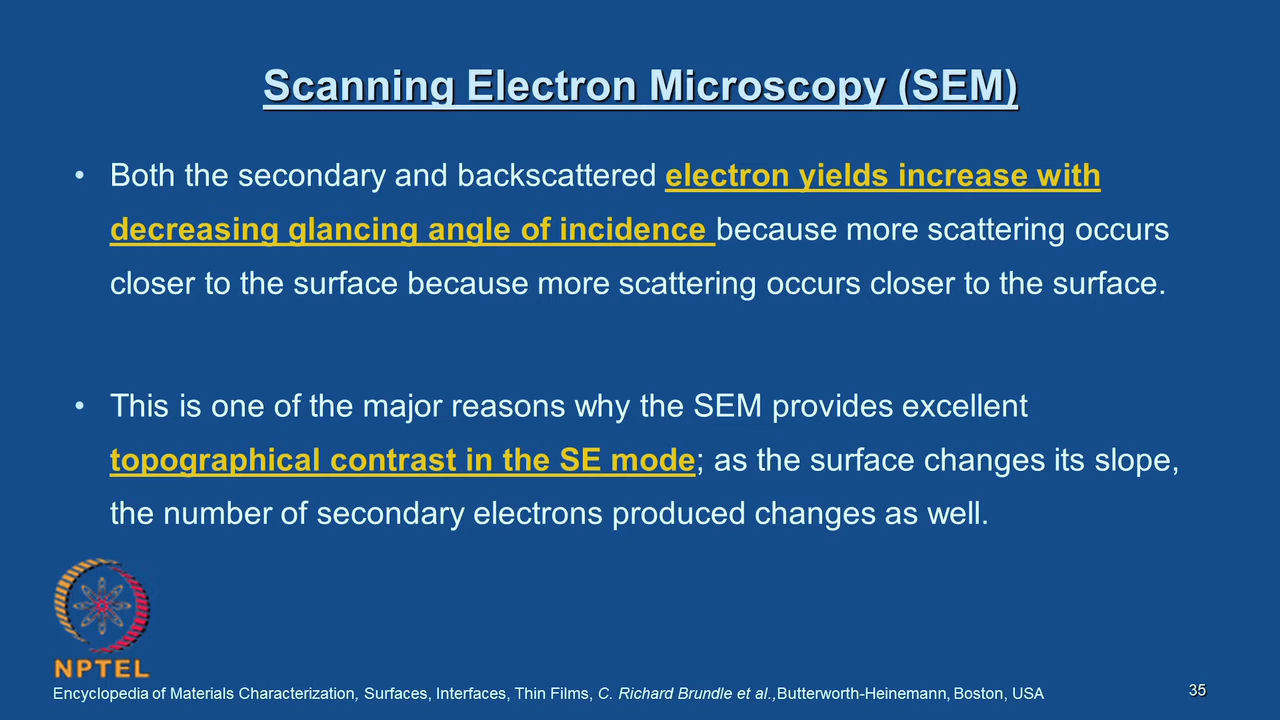 Scanning Electron Microscopy (SEM)
• Both the secondary and backscattered electron yields increase with
decreasing glancing angle of incidence because more scattering occurs
closer to the surface because more scattering occurs closer to the surface.
• This is one of the major reasons why the SEM provides excellent
topographical contrast in the SE mode; as the surface changes its slope,
the number of secondary electrons produced changes as well.
NPTEL
Encyclopedia of Materials Characterization, Surfaces, Interfaces, Thin Films, C. Richard Brundle et al.,Butterworth-Heinemann, Boston, USA
35